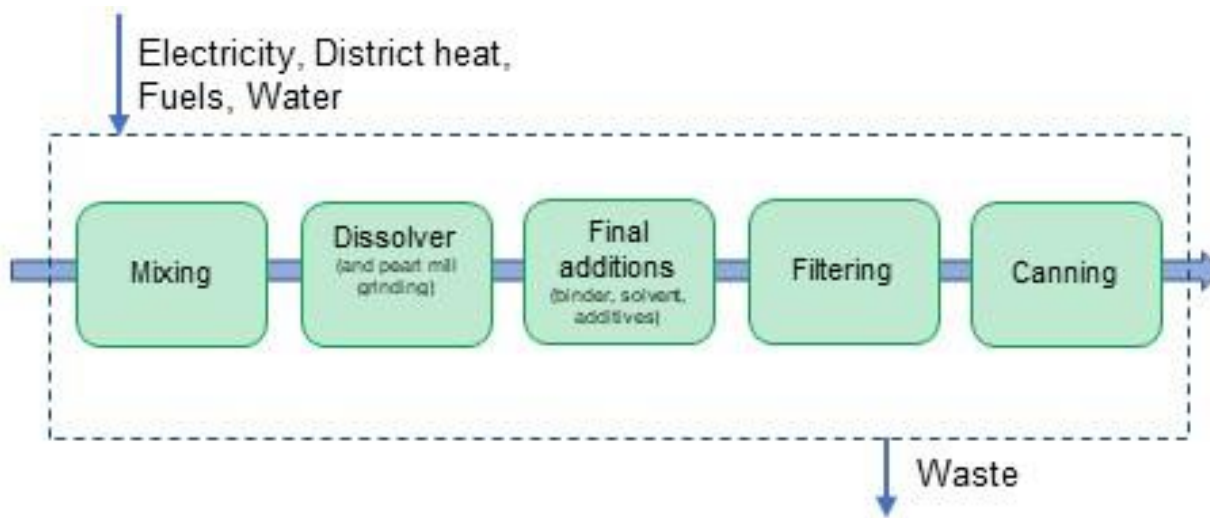 Electricity, District heat,
Fuels, Water
Mixing
Dissolver
(and pearl mill
grinding)
Final
additions
(binder, solvent,
additives)
Filtering
Canning
Waste